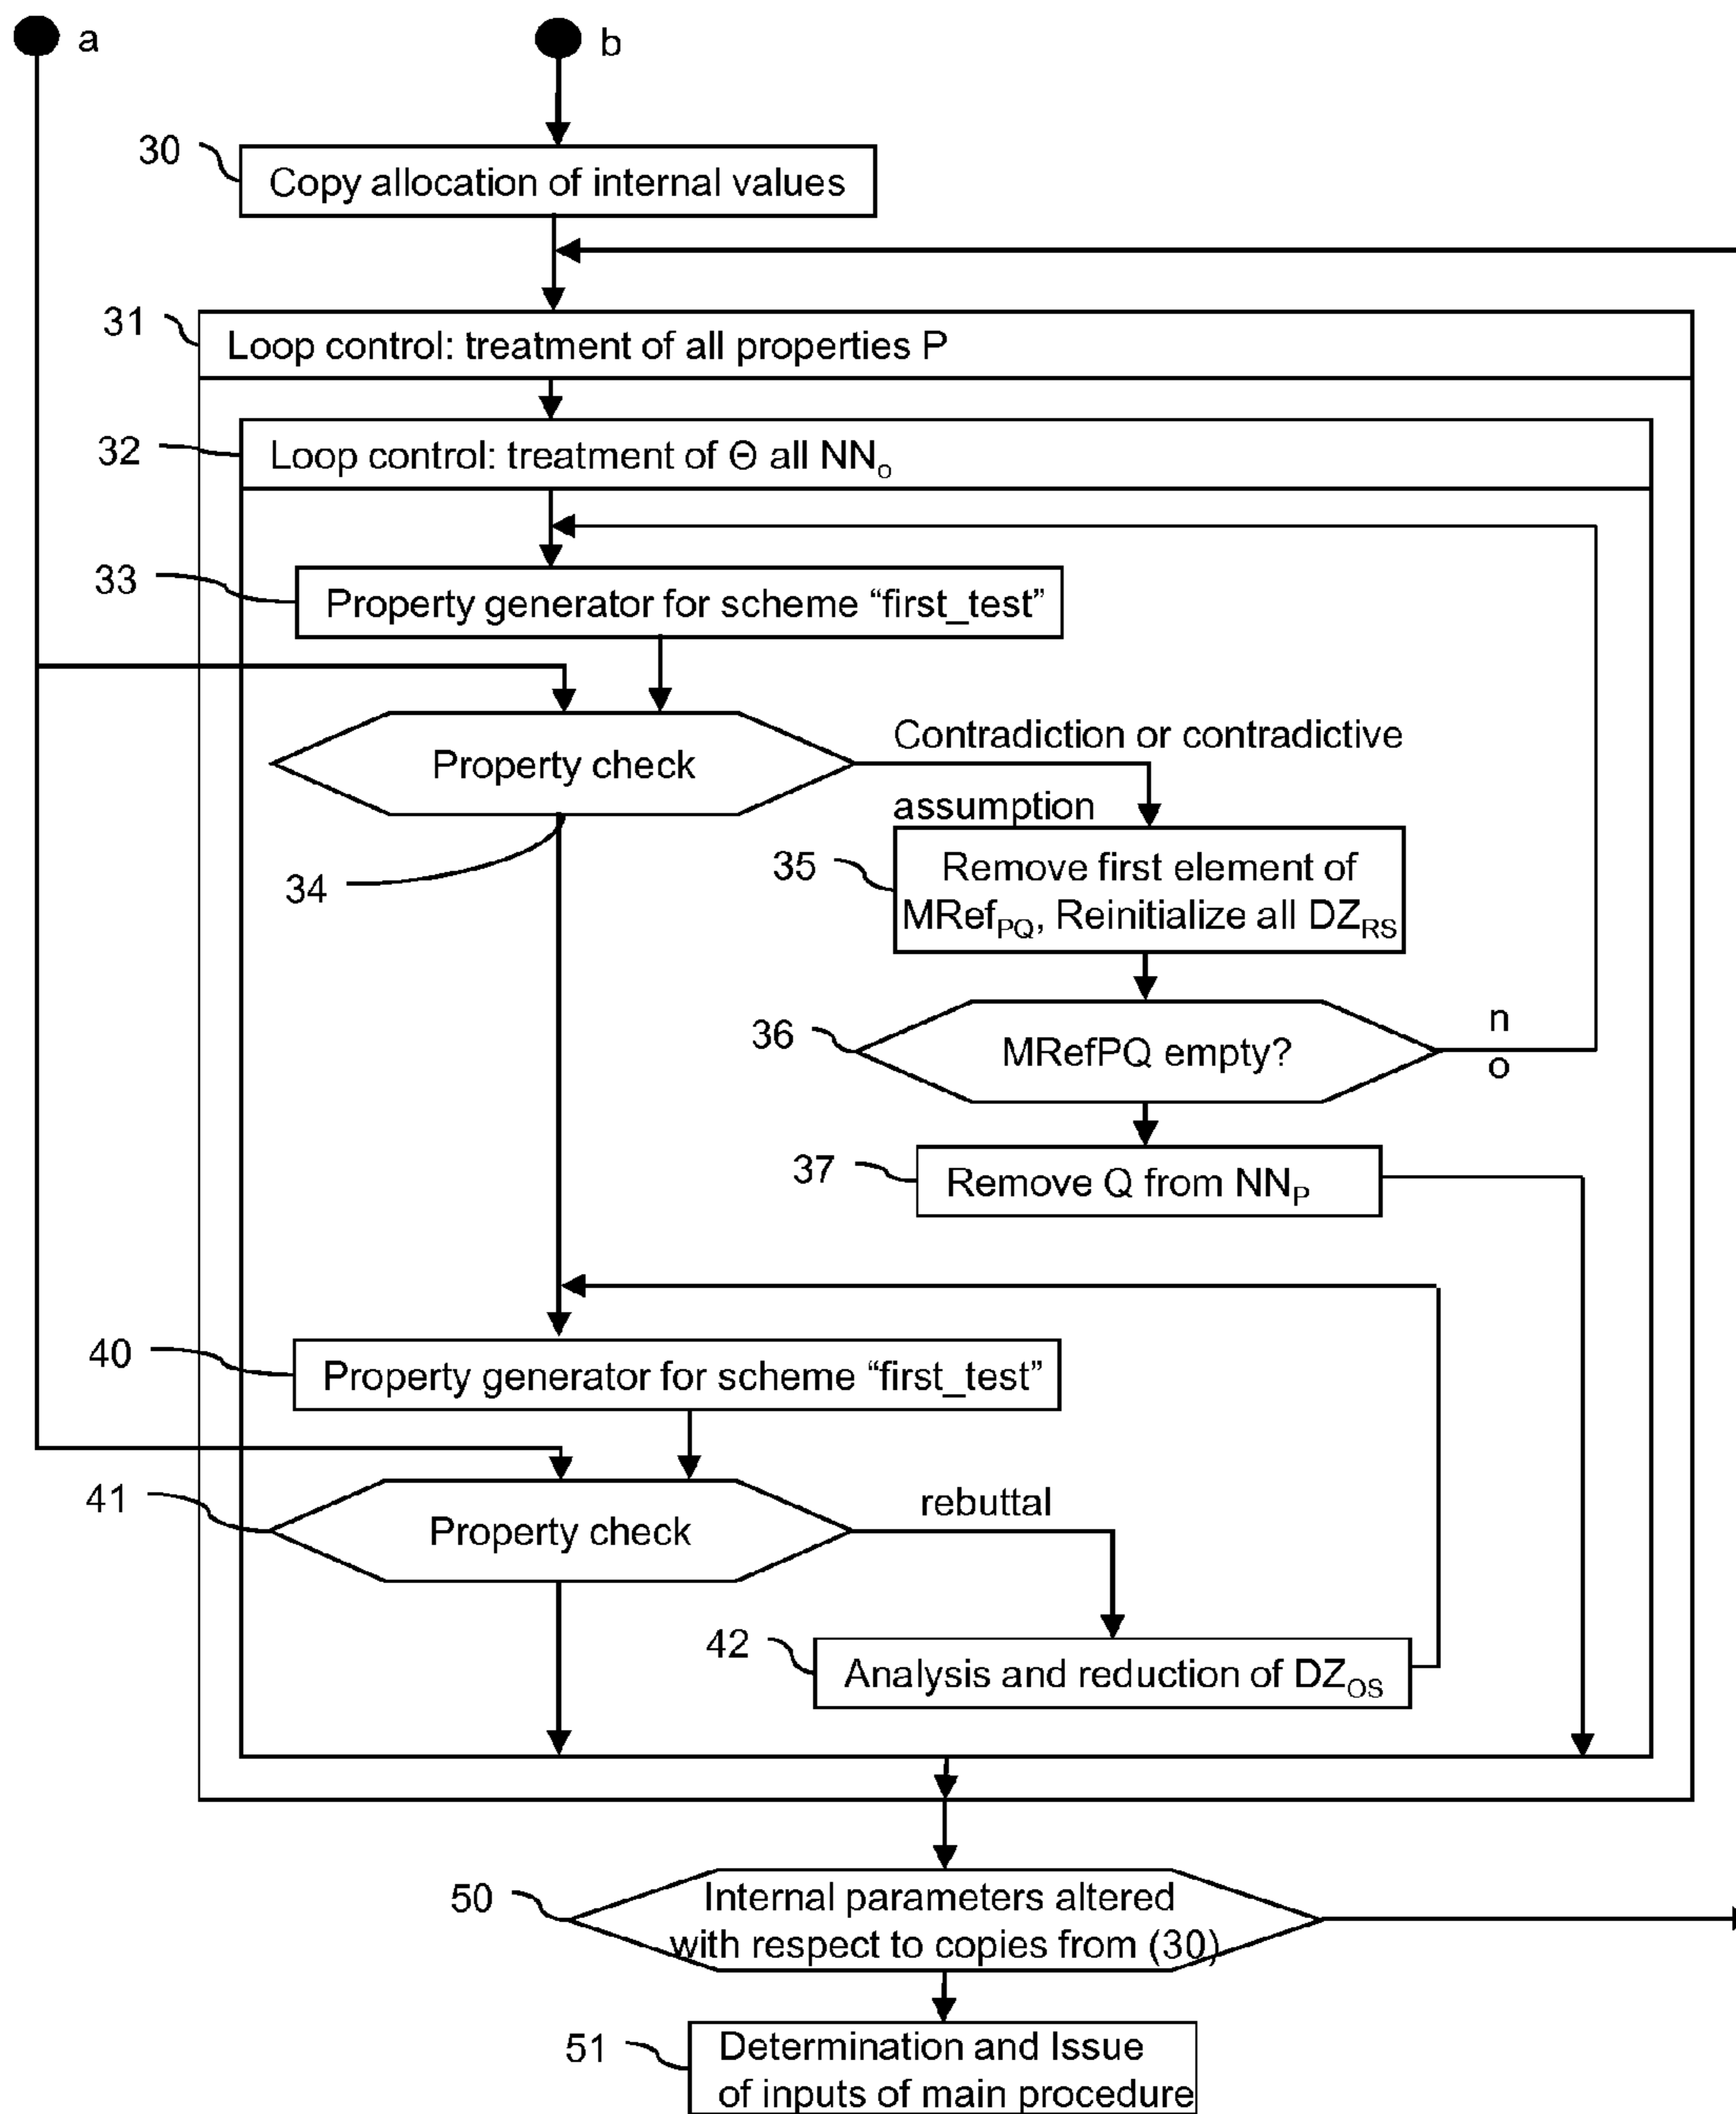 a
b
30
Copy allocation of internal values
31
Loop control: treatment of all properties P
32
Loop control: treatment of Θ all NNo
33
Property generator for scheme “first_test”
Property check
Contradiction or contradictive
assumption
34
35
Remove first element of
MRefPQ, Reinitialize all DZRS
36
MRefPQ empty?
n
o
37
Remove Q from NNP
40
Property generator for scheme “first_test”
41
Property check
rebuttal
42
Analysis and reduction of DZOS
50
Internal parameters altered
with respect to copies from (30)
51
Determination and Issue
of inputs of main procedure